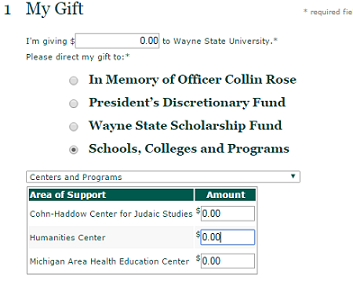 1 My Gift
* required fie
I'm giving $ 0.00 to Wayne State University.*
Please direct my gift to:*
In Memory of Officer Collin Rose
President's Discretionary Fund
Wayne State Scholarship Fund
Schools, Colleges and Programs
Centers and Programs
Area of Support Amount
Cohn-Haddow Center for Judaic Studies $0.00
Humanities Center $0.00
Michigan Area Health Education Center $0.00